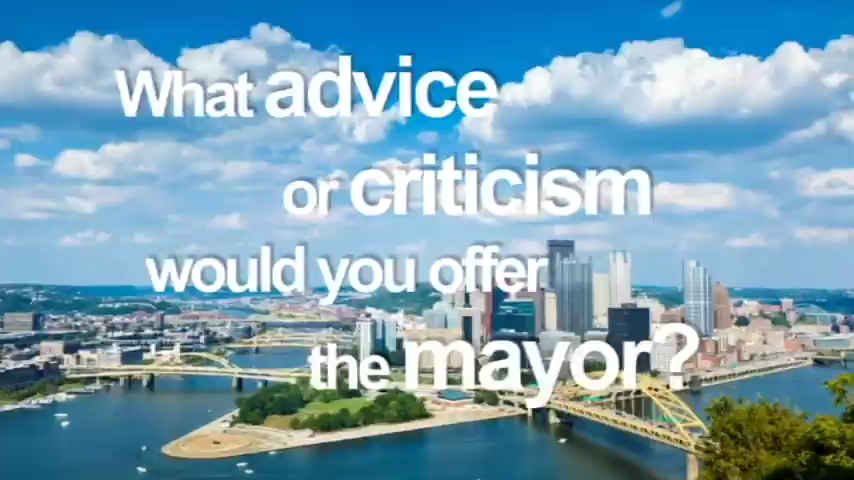 What advice
or criticism
would you offer
the mayor?